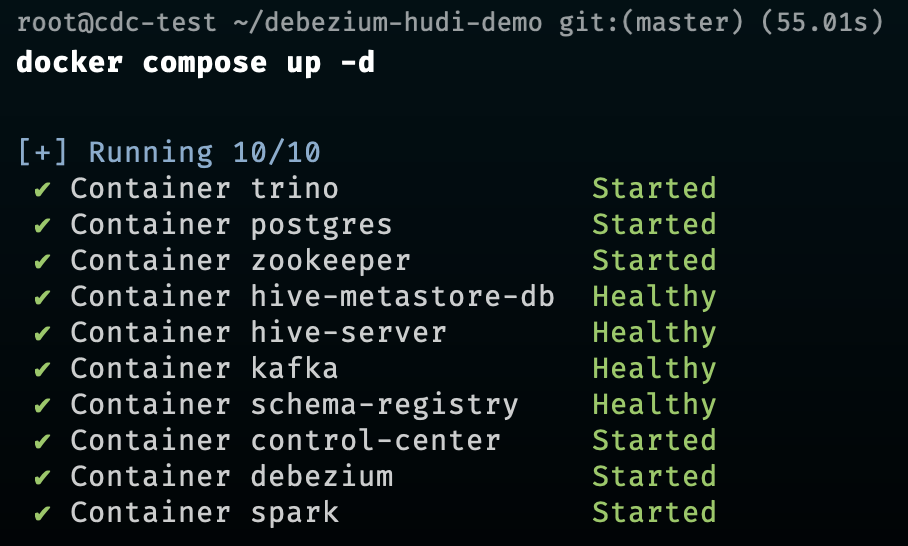 root@cdc-test ~/debezium-hudi-demo git:(master) (55.01s)
docker compose up -d
[+] Running 10/10
✔ Container trino Started
✔ Container postgres Started
✔ Container zookeeper Started
✔ Container hive-metastore-db Healthy
✔ Container hive-server Healthy
✔ Container kafka Healthy
✔ Container schema-registry Healthy
✔ Container control-center Started
✔ Container debezium Started
✔ Container spark Started